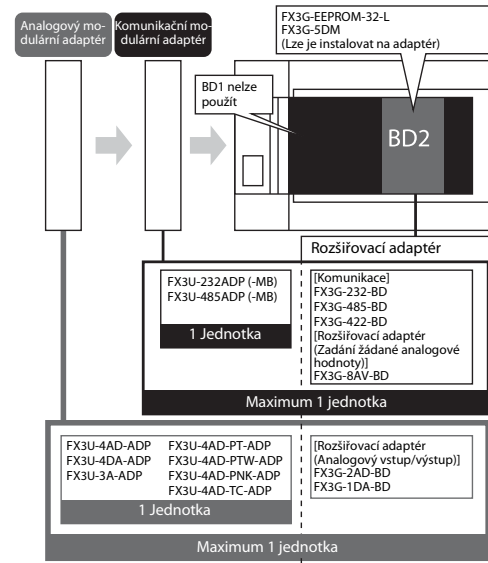 Analogový mo-
dulární adaptér
Komunikační mo-
dulární adaptér
FX3G-EEPROM-32-L
FX3G-5DM
(Lze je instalovat na adaptér)
BD1 nelze
použít
BD2
Rozšiřovací adaptér
FX3U-232ADP (-MB)
FX3U-485ADP (-MB)
1 Jednotka
[Komunikace]
FX3G-232-BD
FX3G-485-BD
FX3G-422-BD
[Rozšiřovací adaptér
(Zadání žádané analogové
hodnoty)]
FX3G-8AV-BD
Maximum 1 jednotka
FX3U-4AD-ADP
FX3U-4DA-ADP
FX3U-3A-ADP
FX3U-4AD-PT-ADP
FX3U-4AD-PTW-ADP
FX3U-4AD-PNK-ADP
FX3U-4AD-TC-ADP
1 Jednotka
[Rozšiřovací adaptér
(Analogový vstup/výstup)]
FX3G-2AD-BD
FX3G-1DA-BD
Maximum 1 jednotka